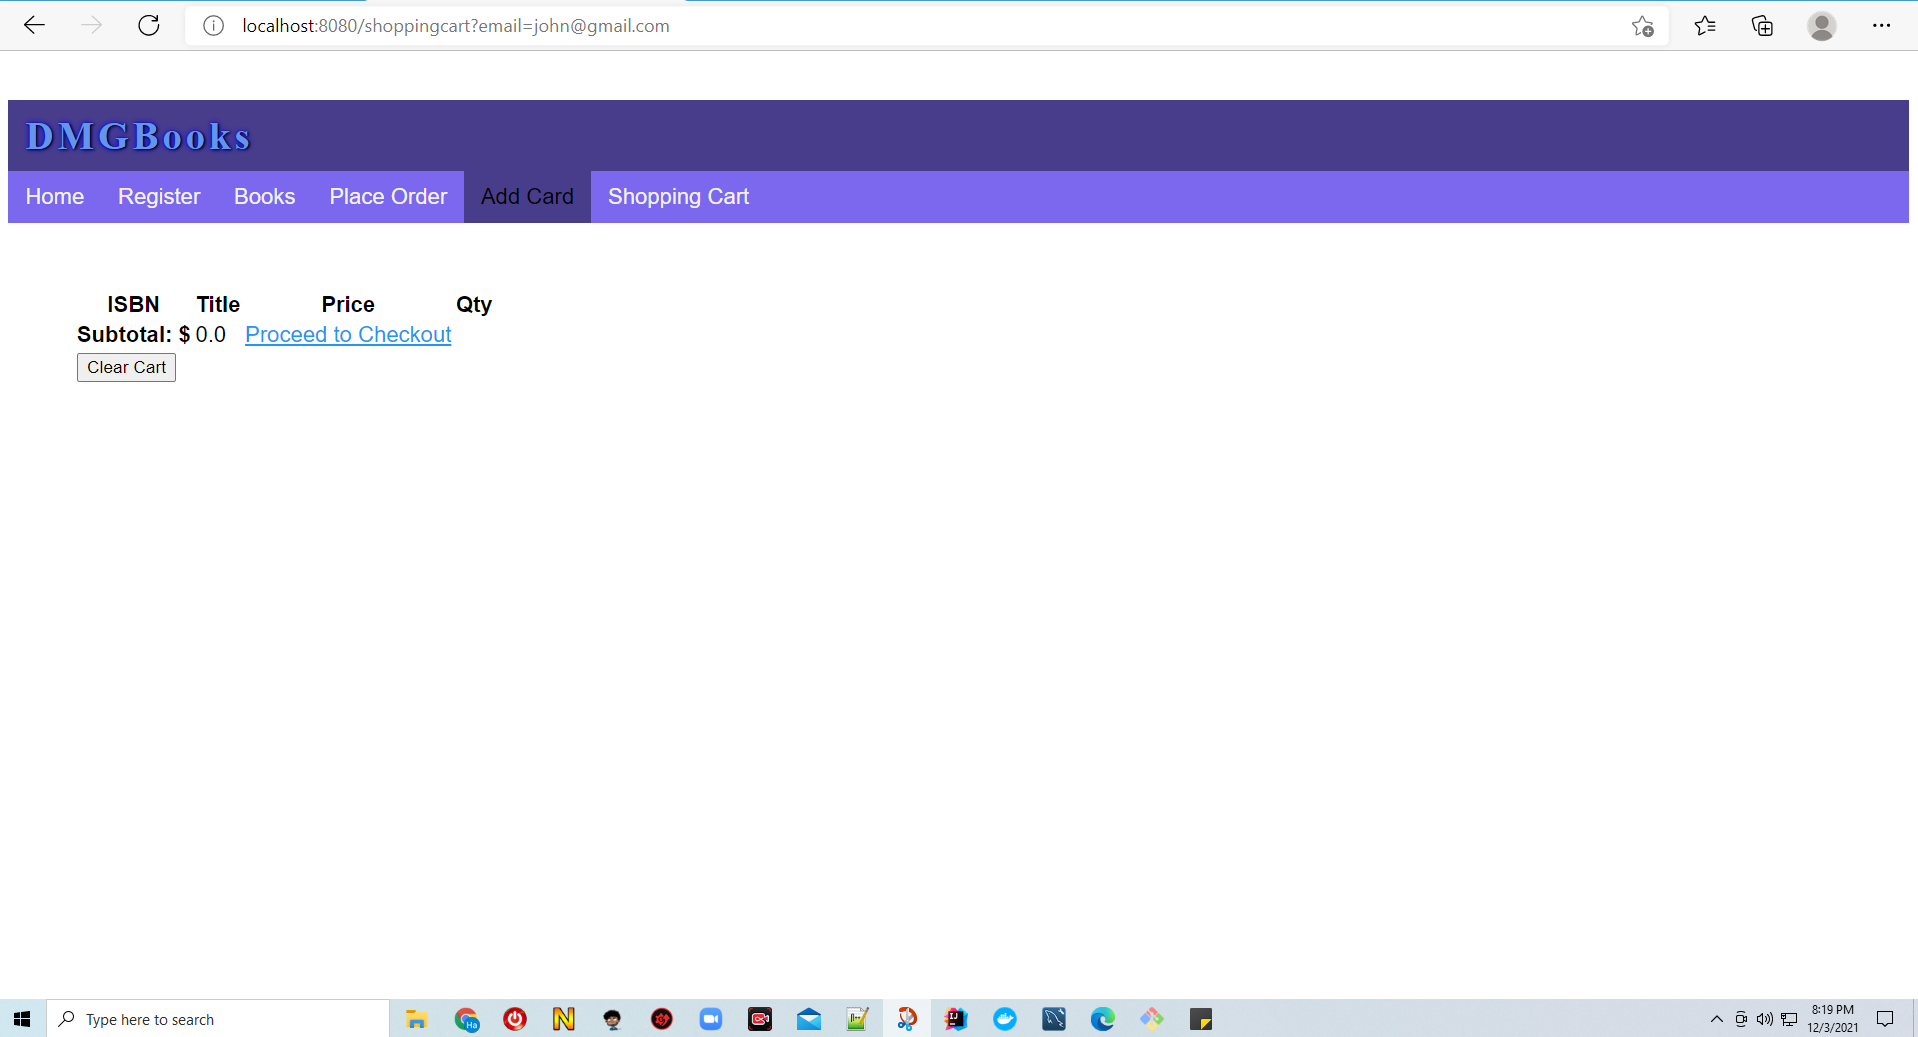 localhost:8080/shoppingcart?email=john@gmail.com
DMGBooks
Home Register Books Place Order Add Card Shopping Cart
ISBN Title Price Qty
Subtotal: $ 0.0 Proceed to Checkout
Clear Cart
Type here to search
8:19 PM
12/3/2021